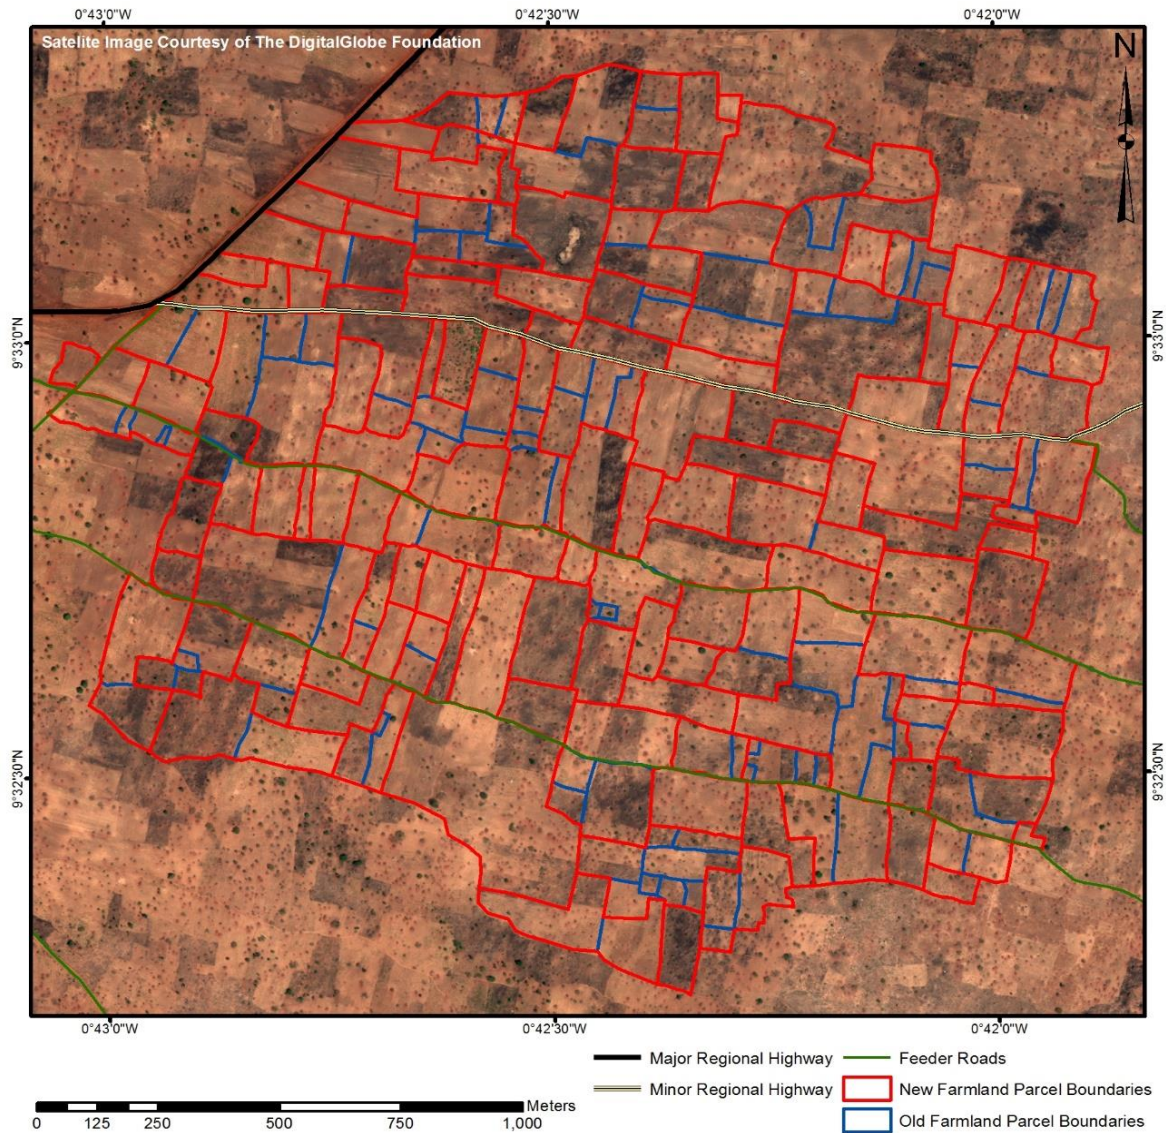 0°43'0"W 0°42'30"W 0°42'0"W
Satelite Image Courtesy of The DigitalGlobe Foundation
N
9°33'0"N 9°33'0"N
9°32'30"N 9°32'30"N
0°43'0"W 0°42'30"W 0°42'0"W
Major Regional Highway Feeder Roads
Minor Regional Highway New Farmland Parcel Boundaries
Old Farmland Parcel Boundaries
Meters
0 125 250 500 750 1,000